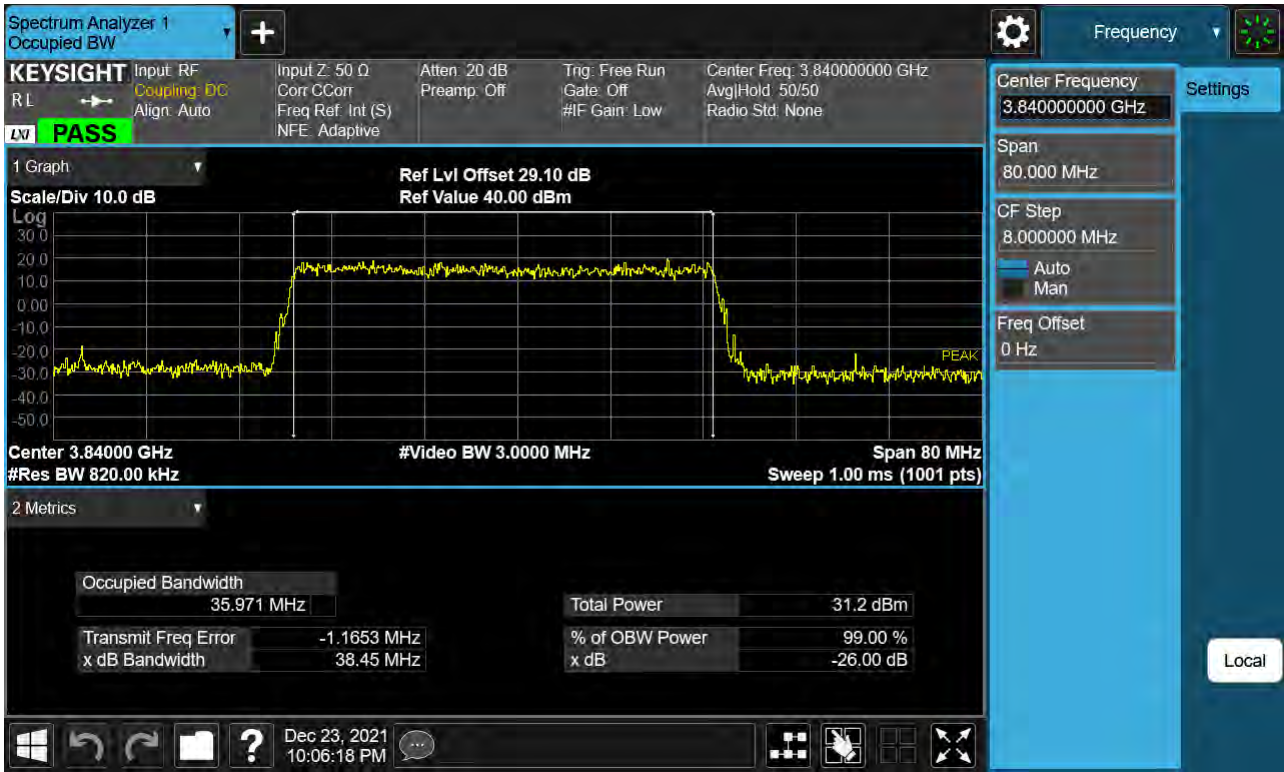 Spectrum Analyzer 1
Occupied BW
+
Frequency
KEYSIGHT
RL
LXI
PASS
Input: RF
Coupling: DC
Align: Auto
Input Z: 50 Ω
Corr CCorr
Freq Ref: Int (S)
NFE: Adaptive
Atten: 20 dB
Preamp: Off
Trig: Free Run
Gate: Off
#IF Gain: Low
Center Freq: 3.840000000 GHz
Avg|Hold: 50/50
Radio Std: None
Center Frequency
3.840000000 GHz
Settings
Span
80.000 MHz
CF Step
8.000000 MHz
Auto
Man
Freq Offset
0 Hz
Local
1 Graph
Scale/Div 10.0 dB
Ref Lvl Offset 29.10 dB
Ref Value 40.00 dBm
Log
30.0
20.0
10.0
0.00
-10.0
-20.0
-30.0
-40.0
-50.0
PEAK
Center 3.84000 GHz
#Video BW 3.0000 MHz
Span 80 MHz
#Res BW 820.00 kHz
Sweep 1.00 ms (1001 pts)
2 Metrics
Occupied Bandwidth
35.971 MHz
Total Power 31.2 dBm
Transmit Freq Error -1.1653 MHz
% of OBW Power 99.00 %
x dB Bandwidth 38.45 MHz
x dB -26.00 dB
?
Dec 23, 2021
10:06:18 PM